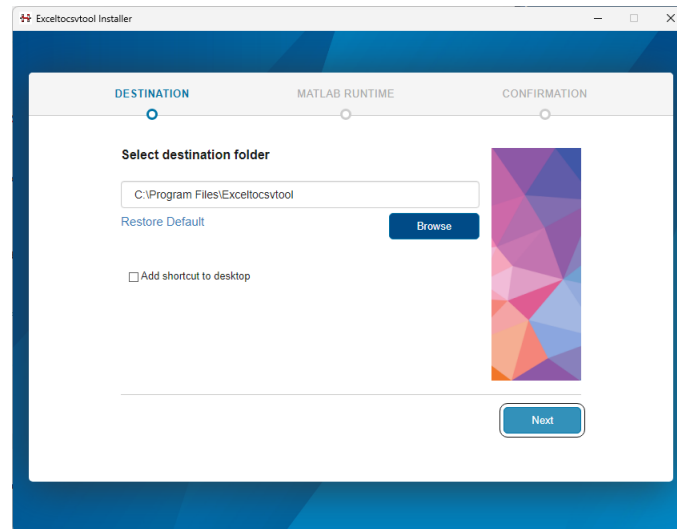 Exceltocsvtool Installer
DESTINATION
MATLAB RUNTIME
CONFIRMATION
Select destination folder
C:\Program Files\Exceltocsvtool
Restore Default
Browse
Add shortcut to desktop
Next